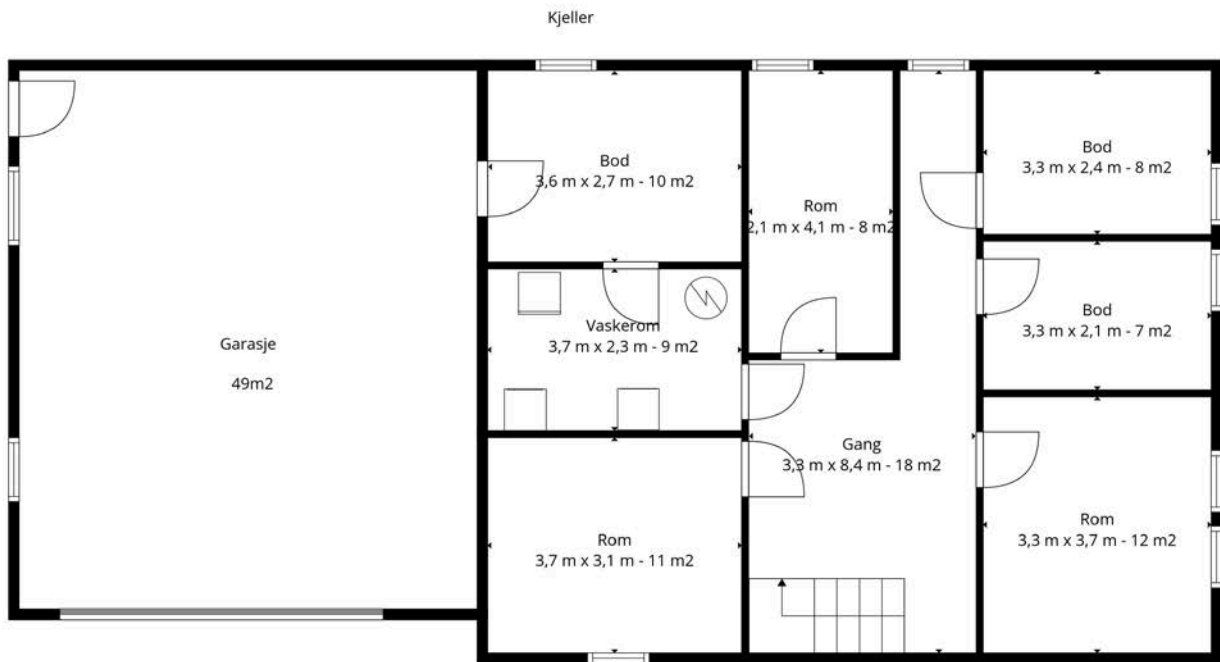 Kjeller
Bod
3,6 m x 2,7 m - 10 m2
Bod
3,3 m x 2,4 m - 8 m2
Rom
2,1 m x 4,1 m - 8 m2
Bod
3,3 m x 2,1 m - 7 m2
Vaskerom
3,7 m x 2,3 m - 9 m2
Garasje
49m2
Gang
3,3 m x 8,4 m - 18 m2
Rom
3,7 m x 3,1 m - 11 m2
Rom
3,3 m x 3,7 m - 12 m2